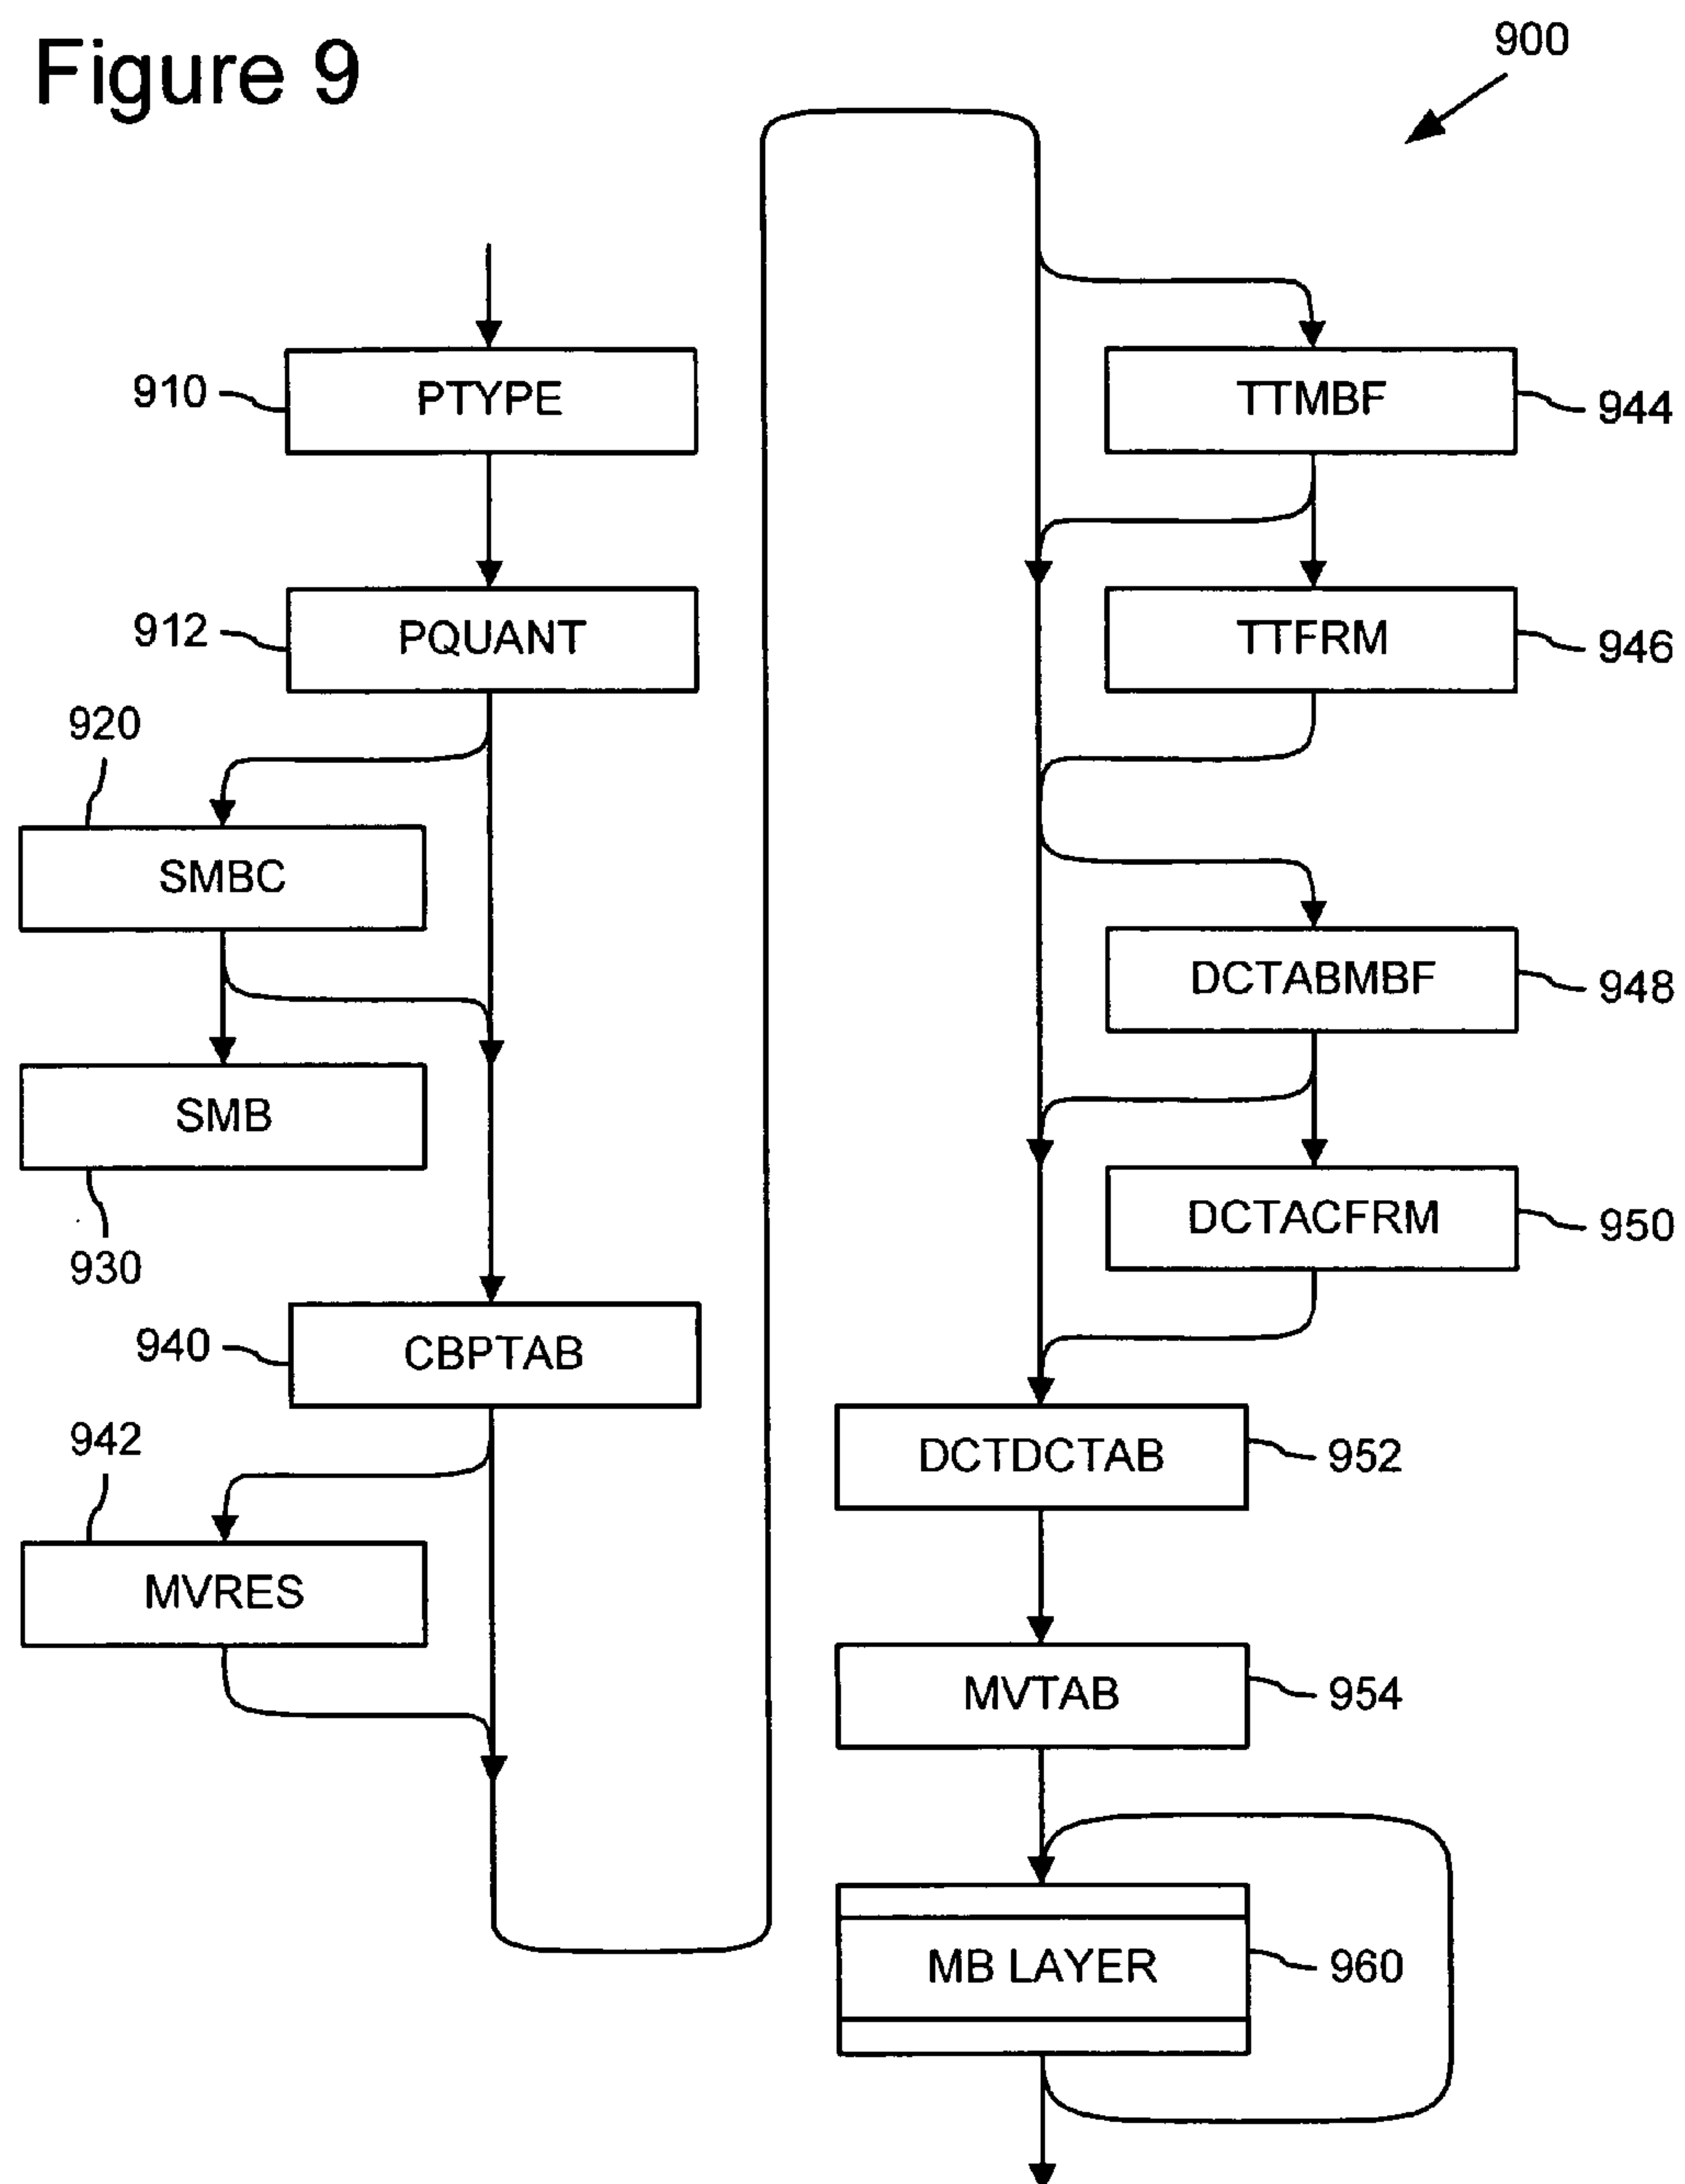 Figure 9
900
910
PTYPE
912
PQUANT
920
SMBC
SMB
930
940
CBPTAB
942
MVRES
TTMBF
944
TTFRM
946
DCTABMBF
948
DCTACFRM
950
DCTDCTAB
952
MVTAB
954
MB LAYER
960